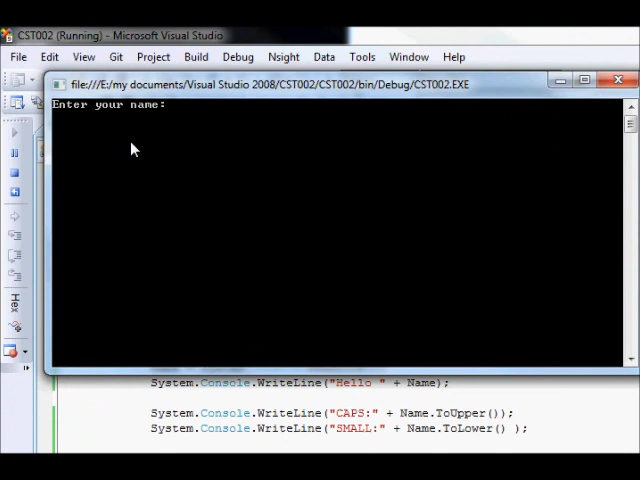 CST002 (Running) - Microsoft Visual Studio
File Edit View Git Project Build Debug Nsight Data Tools Window Help
file:///E:/my documents/Visual Studio 2008/CST002/CST002/bin/Debug/CST002.EXE
Enter your name:
Hex
System.Console.WriteLine("Hello " + Name);
System.Console.WriteLine("CAPS:" + Name.ToUpper());
System.Console.WriteLine("SMALL:" + Name.ToLower() );